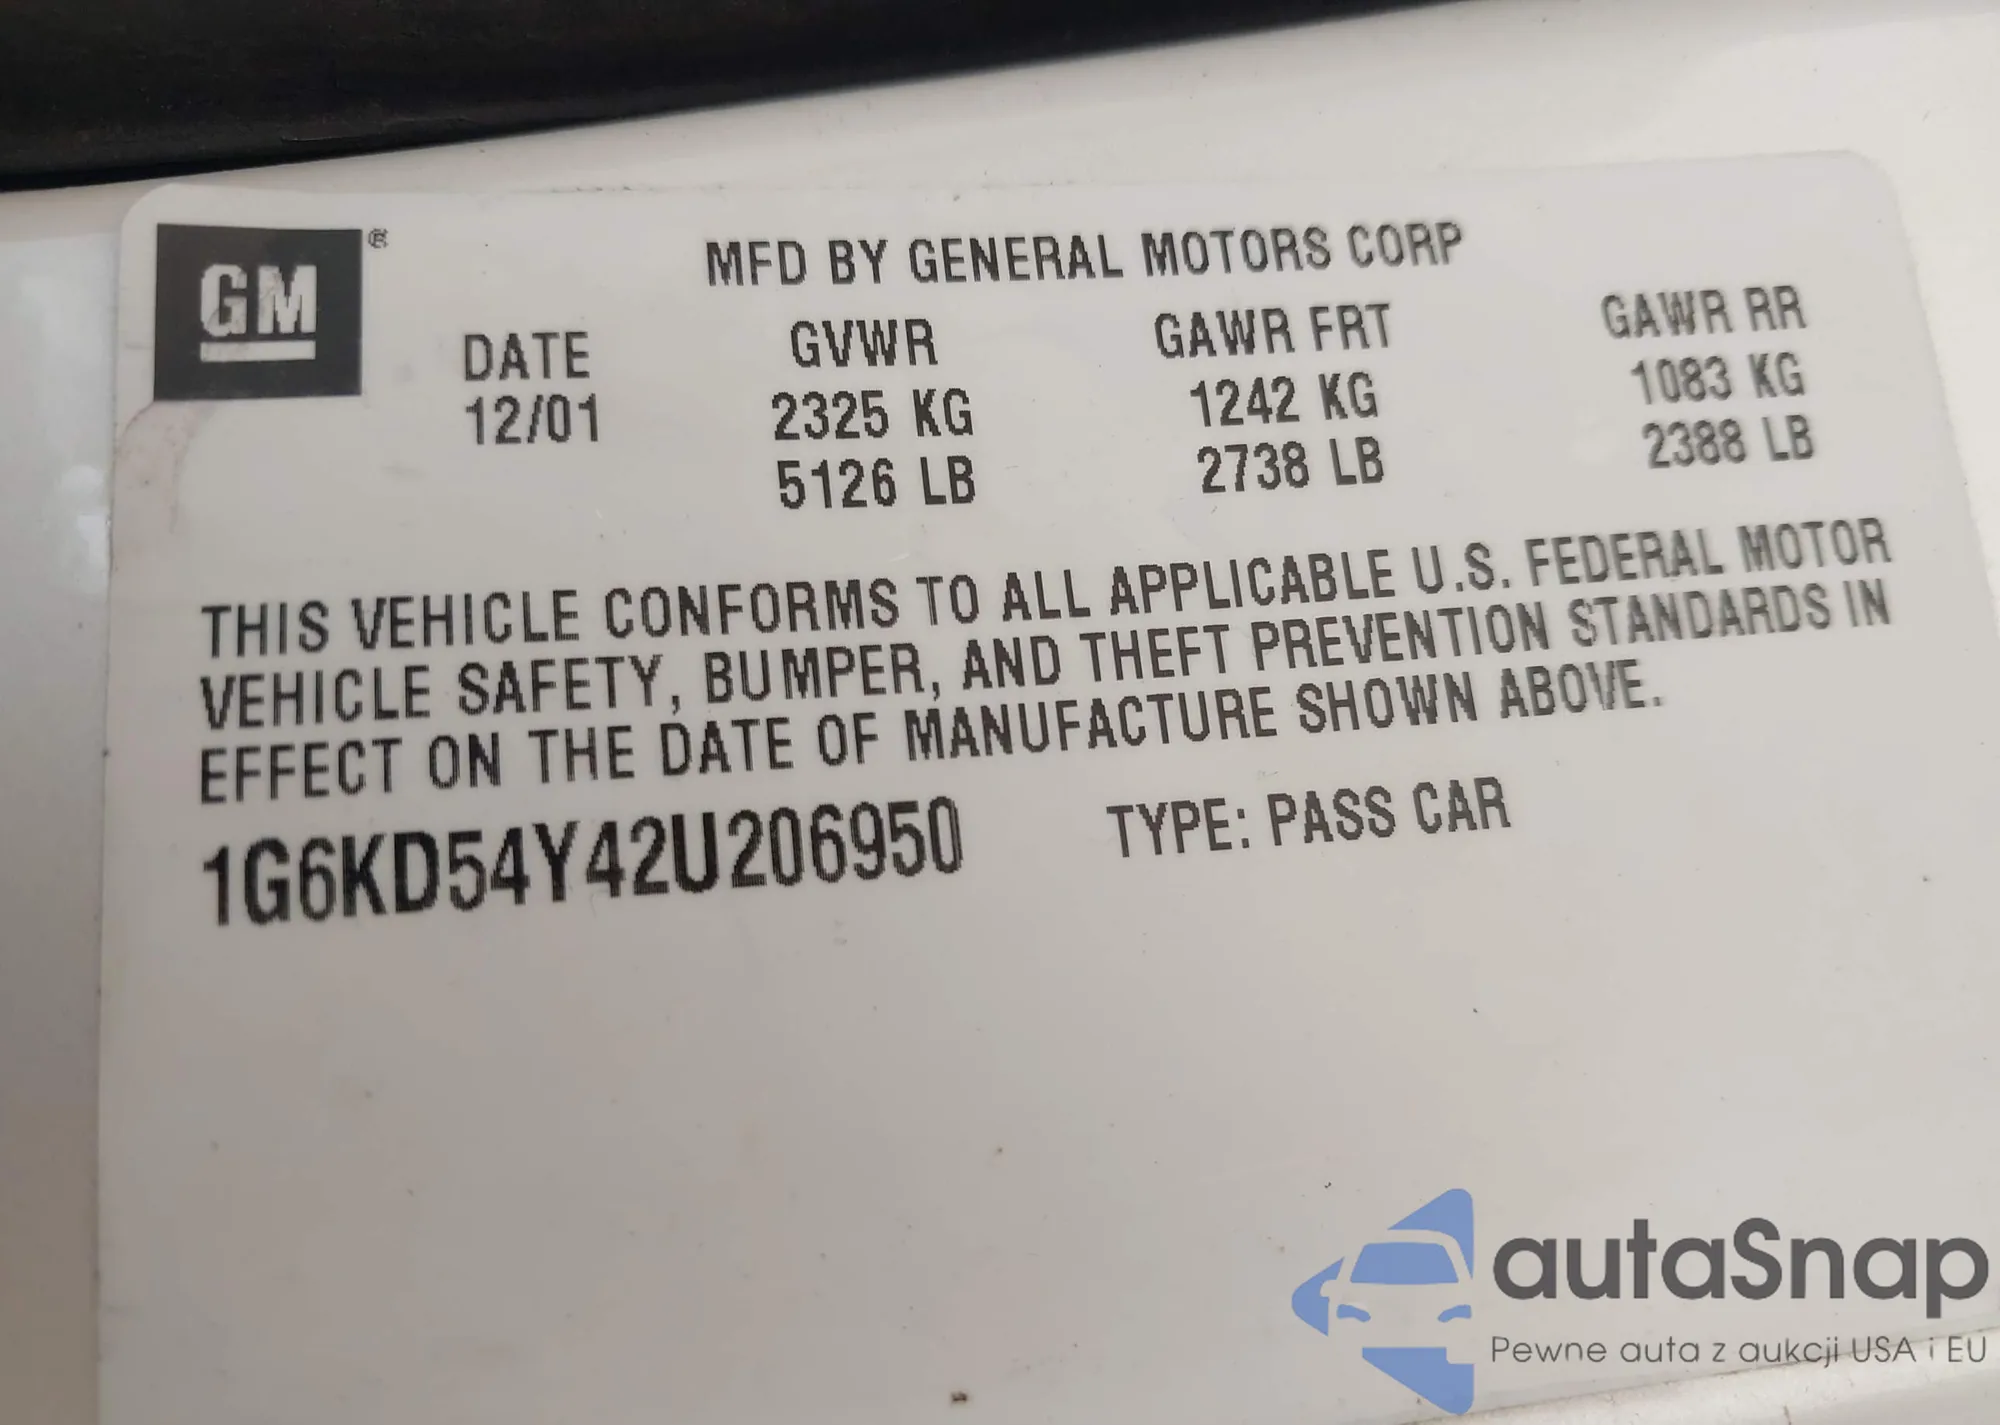 GM ®
MFD BY GENERAL MOTORS CORP
DATE GVWR GAWR FRT GAWR RR
12/01 2325 KG 1242 KG 1083 KG
5126 LB 2738 LB 2388 LB
THIS VEHICLE CONFORMS TO ALL APPLICABLE U.S. FEDERAL MOTOR
VEHICLE SAFETY, BUMPER, AND THEFT PREVENTION STANDARDS IN
EFFECT ON THE DATE OF MANUFACTURE SHOWN ABOVE.
1G6KD54Y42U206950 TYPE: PASS CAR
autaSnap
Pewne auta z aukcji USA i EU